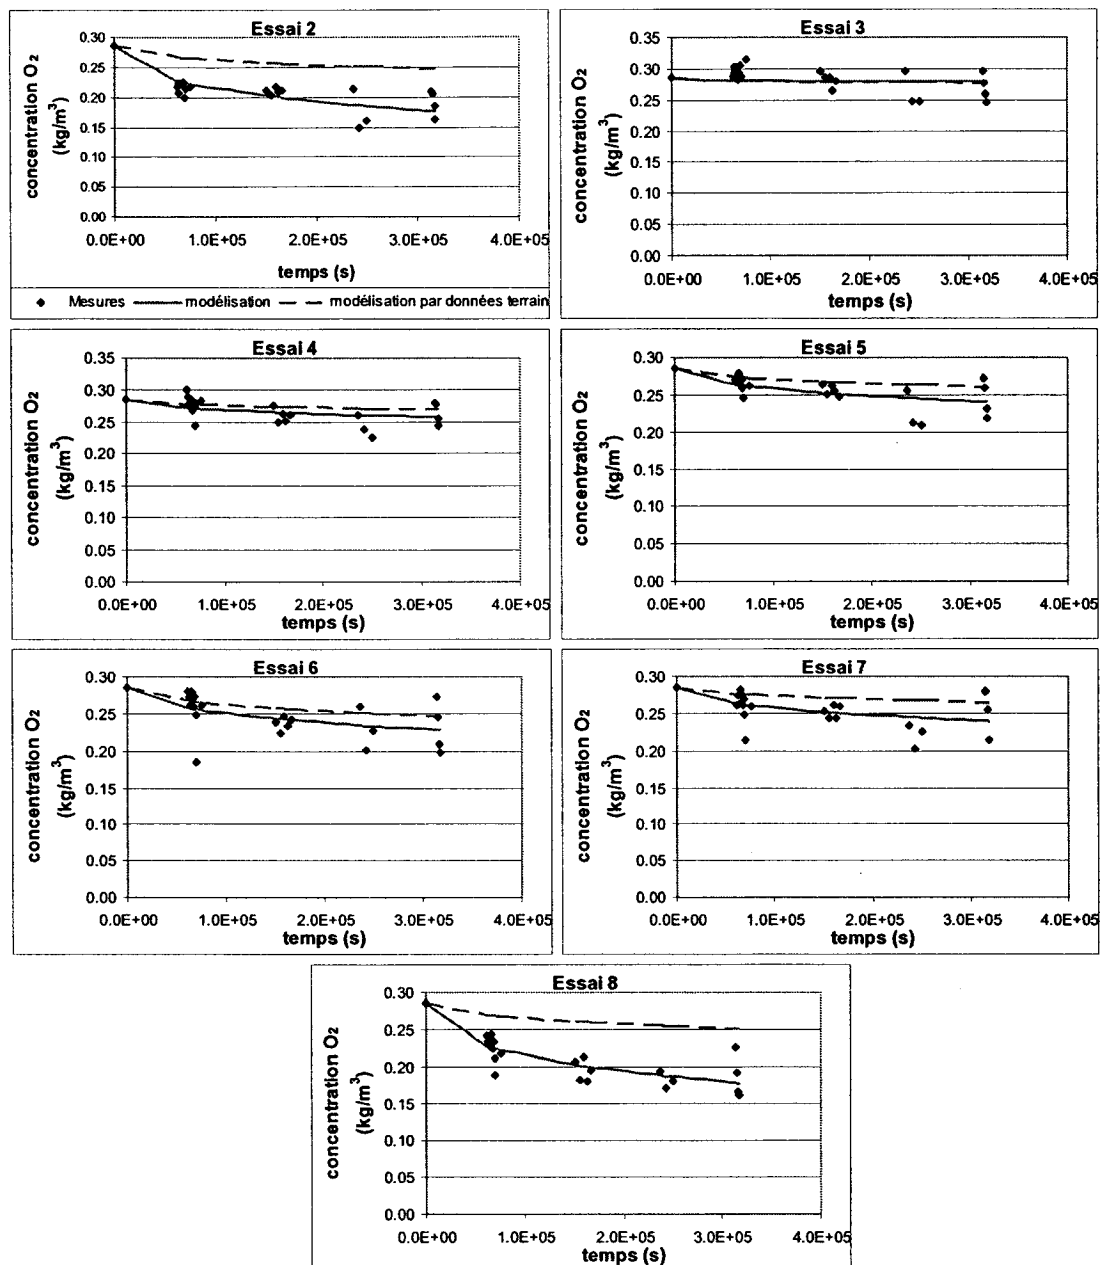 Essai 2
concentration O2
(kg/m3)
0.30
0.25
0.20
0.15
0.10
0.05
0.00
0.0E+00 1.0E+05 2.0E+05 3.0E+05 4.0E+05
temps (s)
Mesures modélisation modélisation par données terrain
Essai 3
concentration O2
(kg/m3)
0.35
0.30
0.25
0.20
0.15
0.10
0.05
0.00
0.0E+00 1.0E+05 2.0E+05 3.0E+05 4.0E+05
temps (s)
Essai 4
concentration O2
(kg/m3)
0.35
0.30
0.25
0.20
0.15
0.10
0.05
0.00
0.0E+00 1.0E+05 2.0E+05 3.0E+05 4.0E+05
temps (s)
Essai 5
concentration O2
(kg/m3)
0.30
0.25
0.20
0.15
0.10
0.05
0.00
0.0E+00 1.0E+05 2.0E+05 3.0E+05 4.0E+05
temps (s)
Essai 6
concentration O2
(kg/m3)
0.30
0.25
0.20
0.15
0.10
0.05
0.00
0.0E+00 1.0E+05 2.0E+05 3.0E+05 4.0E+05
temps (s)
Essai 7
concentration O2
(kg/m3)
0.30
0.25
0.20
0.15
0.10
0.05
0.00
0.0E+00 1.0E+05 2.0E+05 3.0E+05 4.0E+05
temps (s)
Essai 8
concentration O2
(kg/m3)
0.30
0.25
0.20
0.15
0.10
0.05
0.00
0.0E+00 1.0E+05 2.0E+05 3.0E+05 4.0E+05
temps (s)